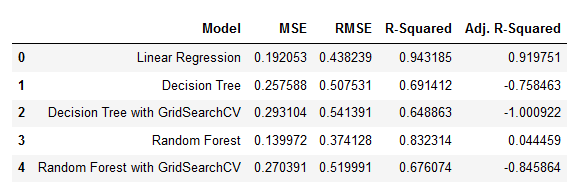 Model MSE RMSE R-Squared Adj. R-Squared
0 Linear Regression 0.192053 0.438239 0.943185 0.919751
1 Decision Tree 0.257588 0.507531 0.691412 -0.758463
2 Decision Tree with GridSearchCV 0.293104 0.541391 0.648863 -1.000922
3 Random Forest 0.139972 0.374128 0.832314 0.044459
4 Random Forest with GridSearchCV 0.270391 0.519991 0.676074 -0.845864